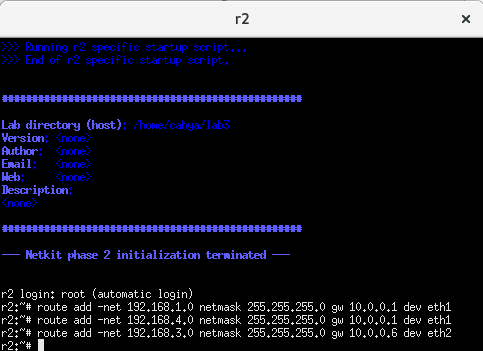 r2
>>> Running r2 specific startup script...
>>> End of r2 specific startup script.
**************************************************
Lab directory (host): /home/cahya/lab3
Version: <none>
Author: <none>
Email: <none>
Web: <none>
Description:
<none>
**************************************************
--- Netkit phase 2 initialization terminated ---
r2 login: root (automatic login)
r2:~# route add -net 192.168.1.0 netmask 255.255.255.0 gw 10.0.0.1 dev eth1
r2:~# route add -net 192.168.4.0 netmask 255.255.255.0 gw 10.0.0.1 dev eth1
r2:~# route add -net 192.168.3.0 netmask 255.255.255.0 gw 10.0.0.6 dev eth2
r2:~#